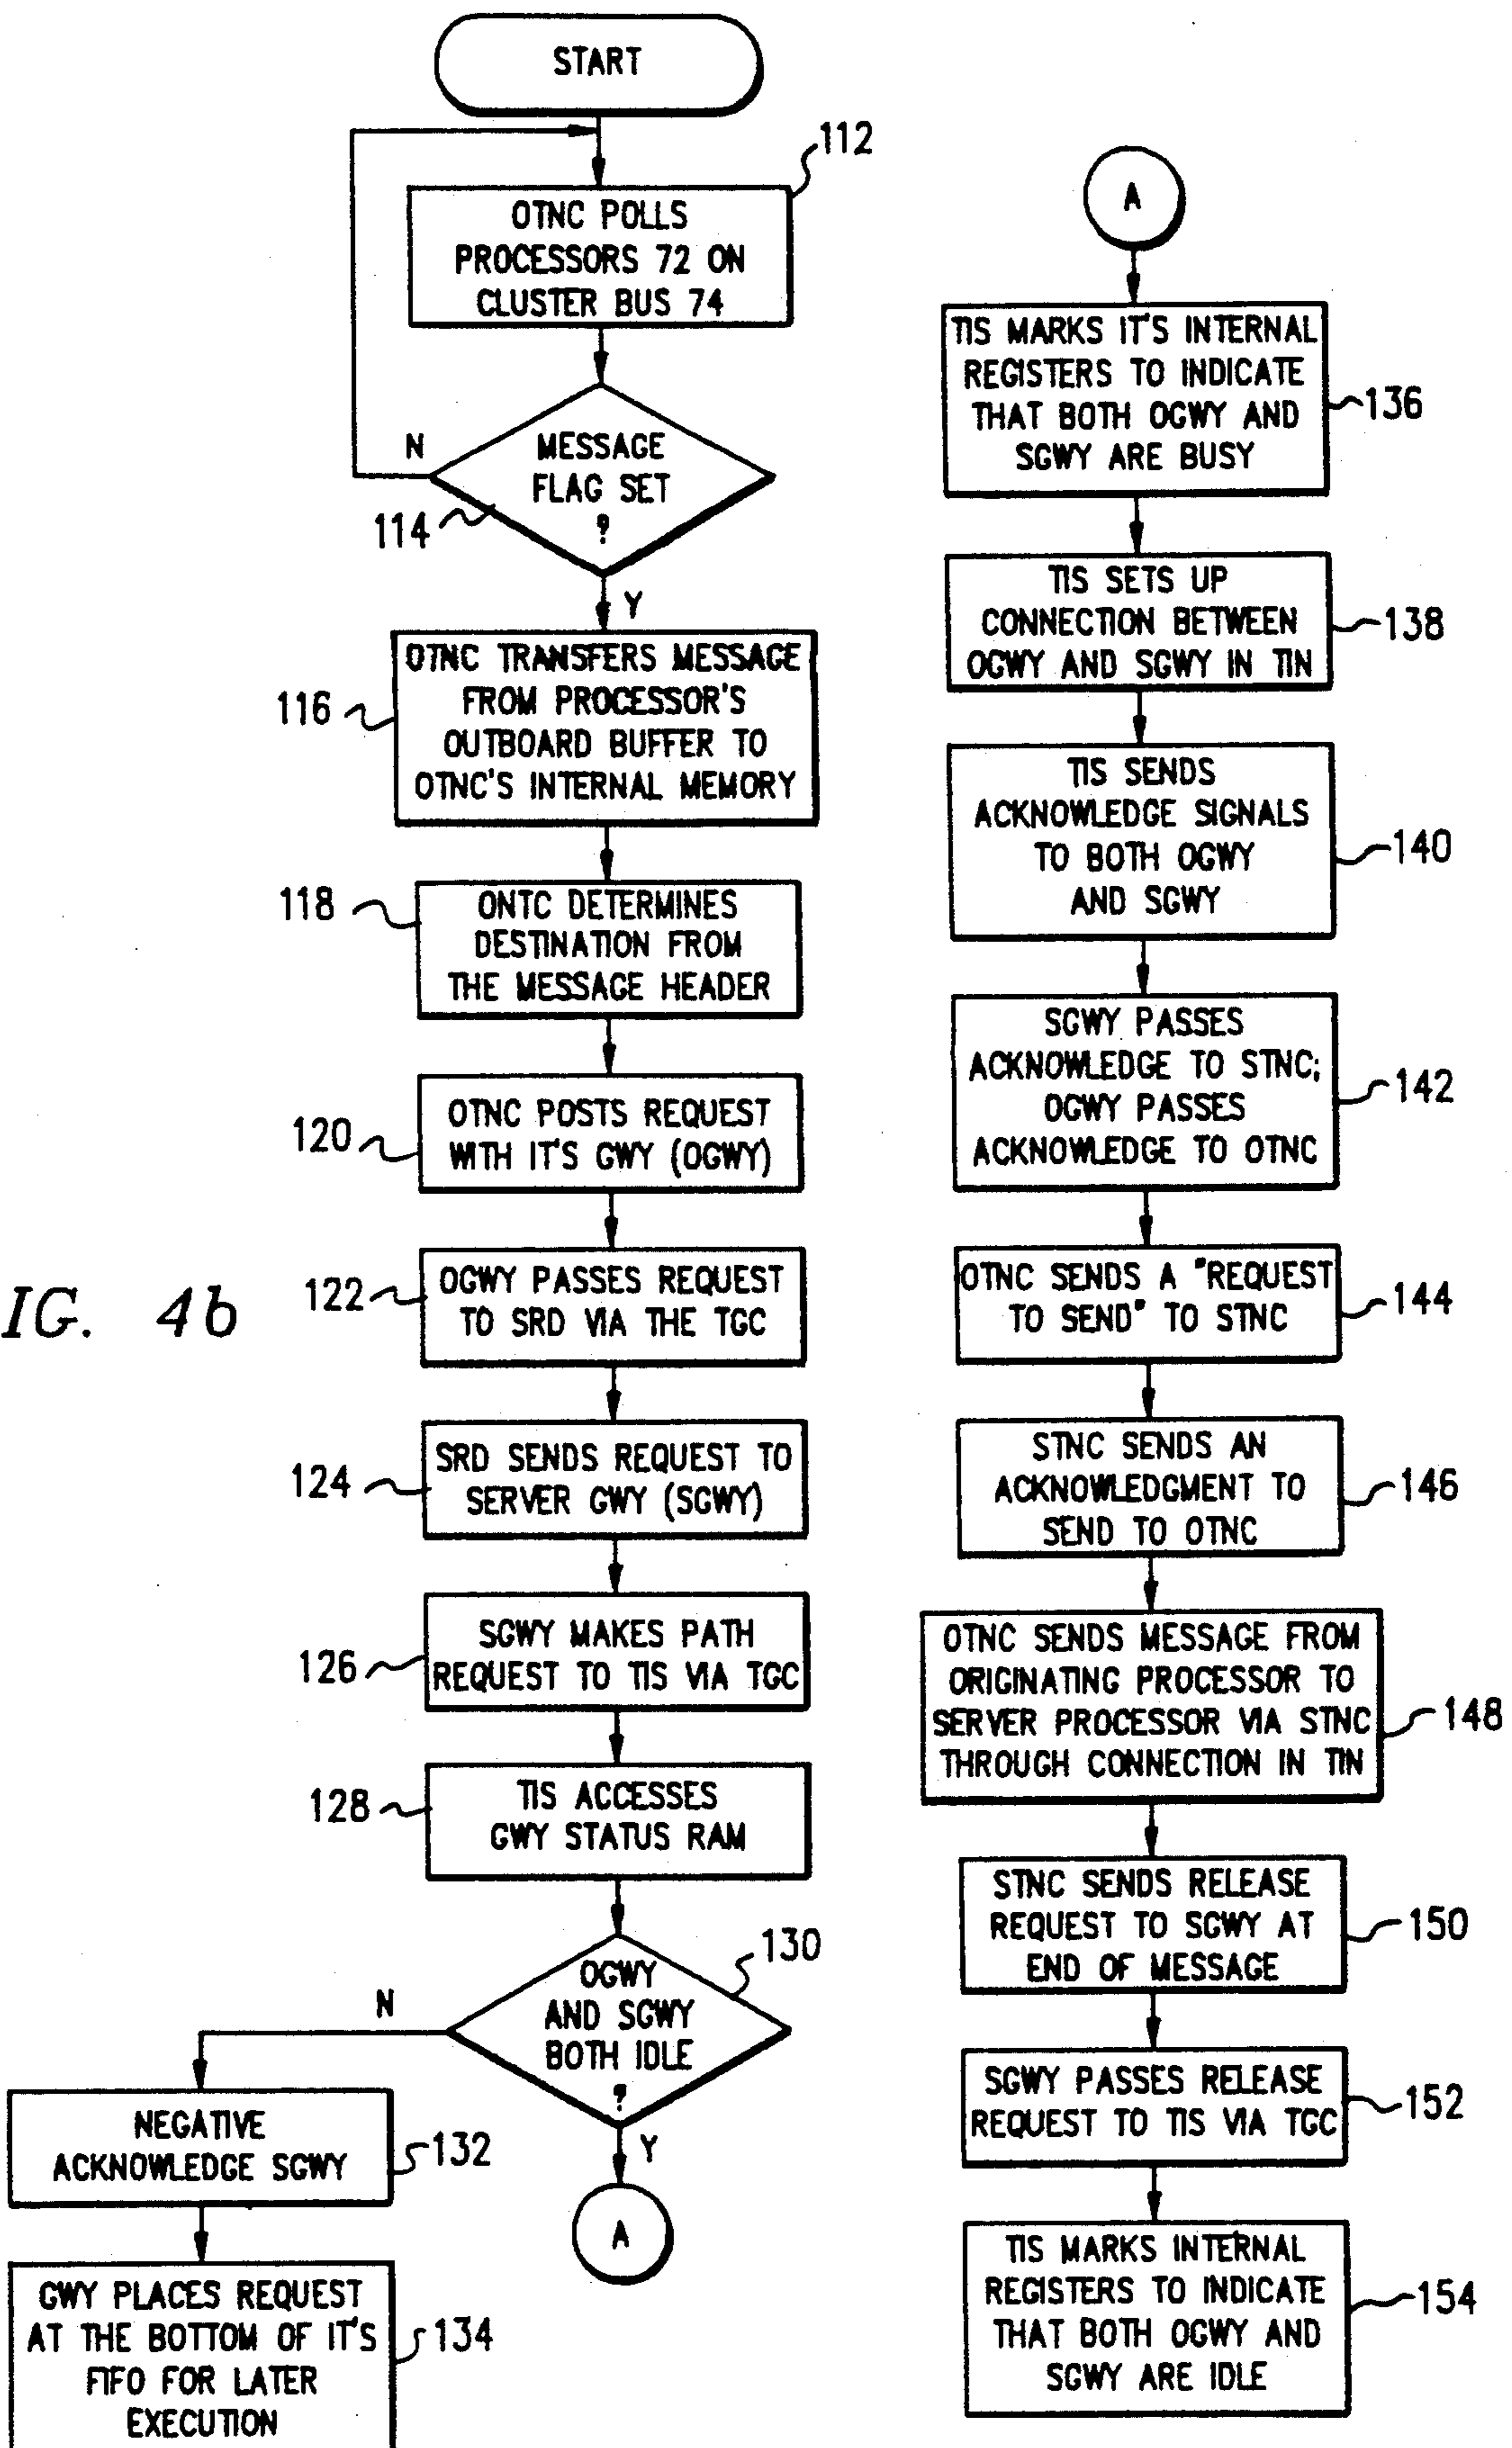 START
112
OTNC POLLS
PROCESSORS 72 ON
CLUSTER BUS 74
N
MESSAGE
FLAG SET
?
114
Y
116
OTNC TRANSFERS MESSAGE
FROM PROCESSOR'S
OUTBOARD BUFFER TO
OTNC'S INTERNAL MEMORY
118
ONTC DETERMINES
DESTINATION FROM
THE MESSAGE HEADER
120
OTNC POSTS REQUEST
WITH IT'S GWY (OGWY)
IG. 4b
122
OGWY PASSES REQUEST
TO SRD VIA THE TGC
124
SRD SENDS REQUEST TO
SERVER GWY (SGWY)
126
SGWY MAKES PATH
REQUEST TO TIS VIA TGC
128
TIS ACCESSES
GWY STATUS RAM
130
OGWY
AND SGWY
BOTH IDLE
?
N
Y
NEGATIVE
ACKNOWLEDGE SGWY
132
A
GWY PLACES REQUEST
AT THE BOTTOM OF IT'S
FIFO FOR LATER
EXECUTION
134
A
TIS MARKS IT'S INTERNAL
REGISTERS TO INDICATE
THAT BOTH OGWY AND
SGWY ARE BUSY
136
TIS SETS UP
CONNECTION BETWEEN
OGWY AND SGWY IN TIN
138
TIS SENDS
ACKNOWLEDGE SIGNALS
TO BOTH OGWY
AND SGWY
140
SGWY PASSES
ACKNOWLEDGE TO STNC;
OGWY PASSES
ACKNOWLEDGE TO OTNC
142
OTNC SENDS A "REQUEST
TO SEND" TO STNC
144
STNC SENDS AN
ACKNOWLEDGMENT TO
SEND TO OTNC
146
OTNC SENDS MESSAGE FROM
ORIGINATING PROCESSOR TO
SERVER PROCESSOR VIA STNC
THROUGH CONNECTION IN TIN
148
STNC SENDS RELEASE
REQUEST TO SGWY AT
END OF MESSAGE
150
SGWY PASSES RELEASE
REQUEST TO TIS VIA TGC
152
TIS MARKS INTERNAL
REGISTERS TO INDICATE
THAT BOTH OGWY AND
SGWY ARE IDLE
154